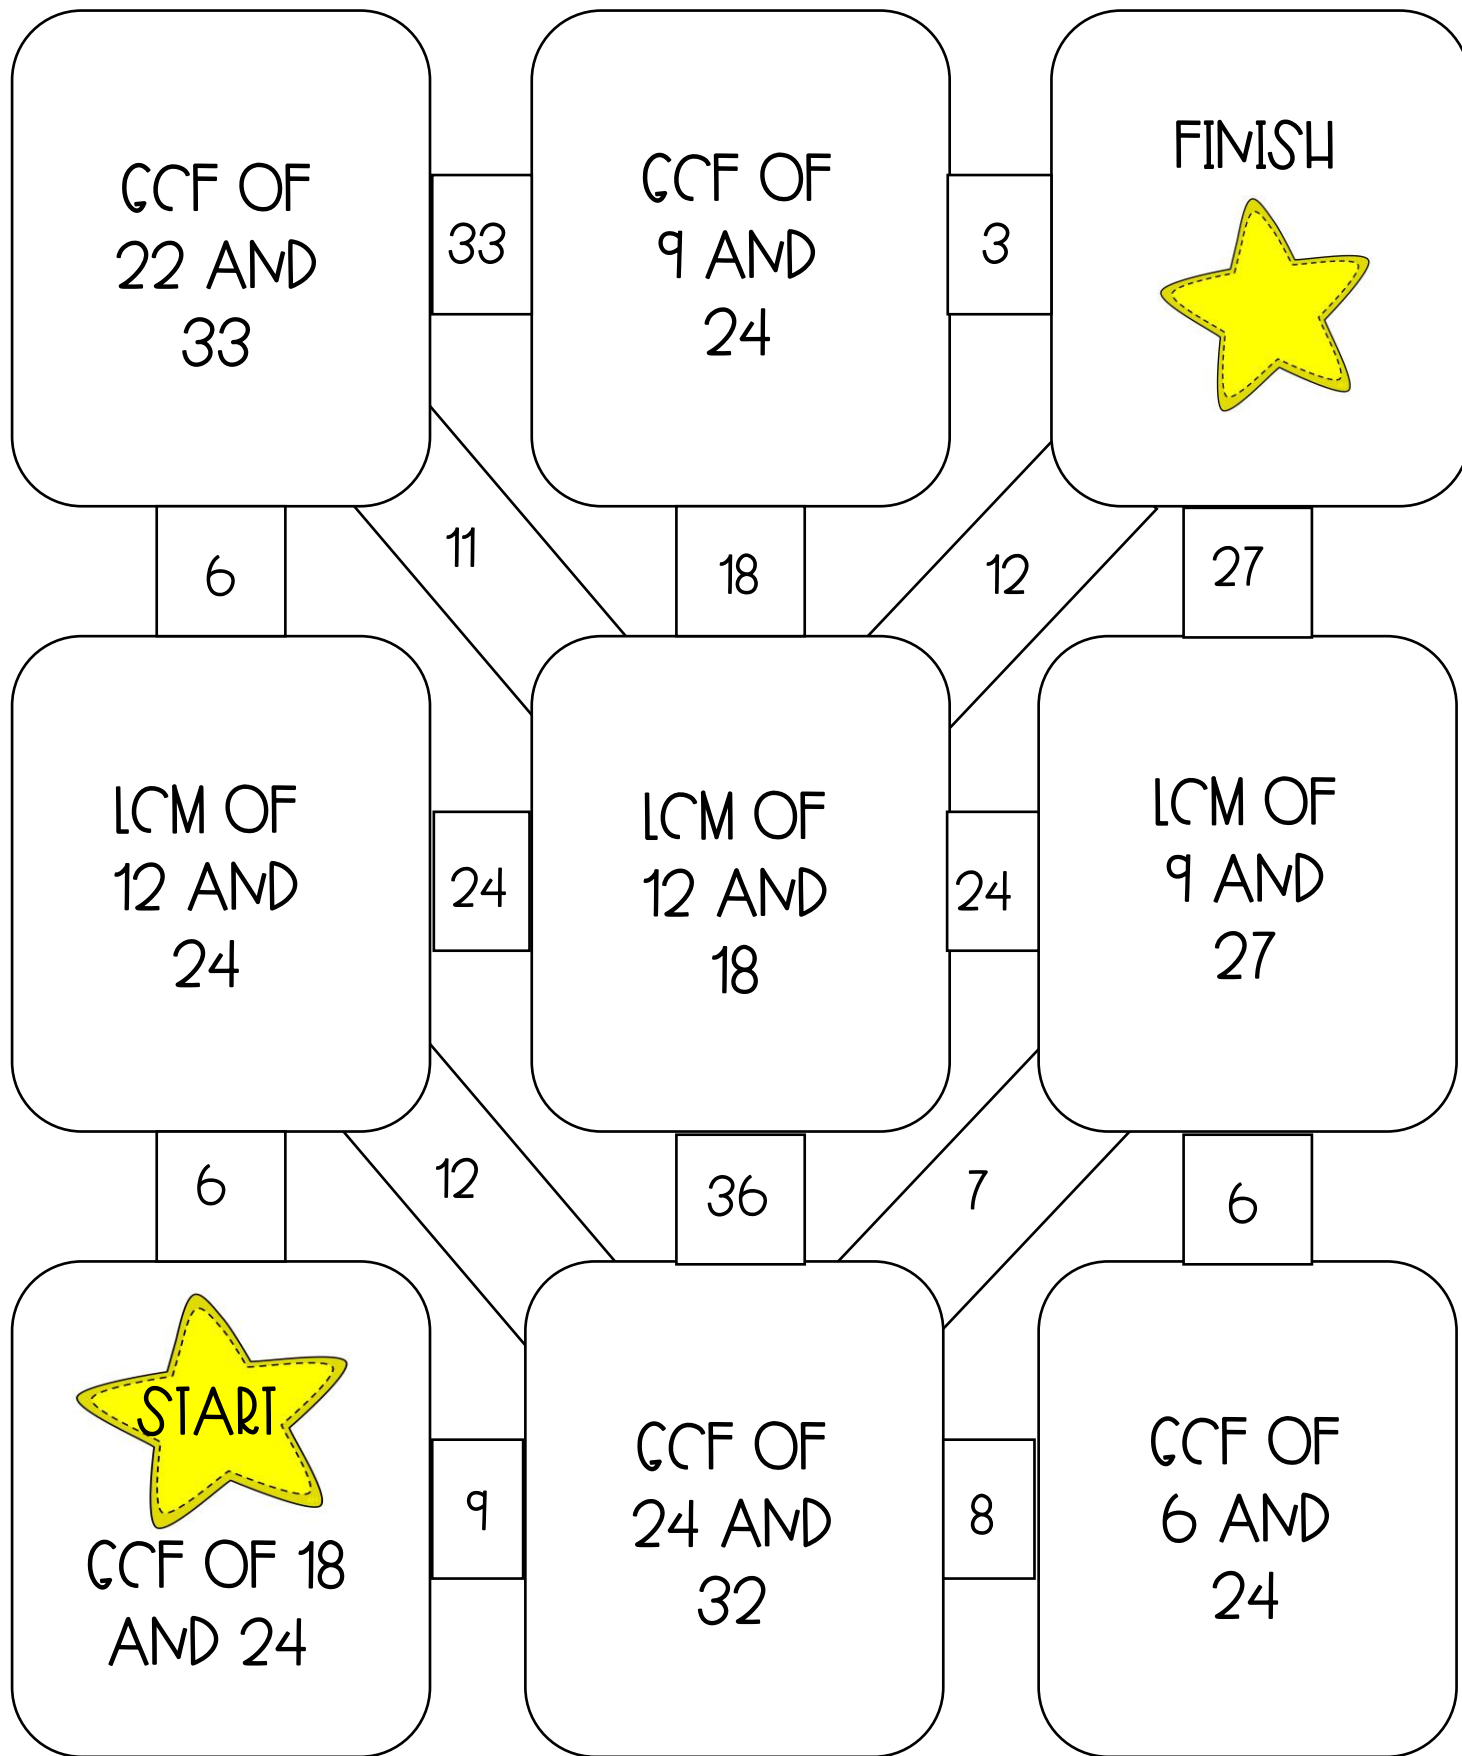 GCF OF
22 AND
33
33
GCF OF
9 AND
24
3
FINISH
6
11
18
12
27
LCM OF
12 AND
24
24
LCM OF
12 AND
18
24
LCM OF
9 AND
27
6
12
36
7
6
START
GCF OF 18
AND 24
9
GCF OF
24 AND
32
8
GCF OF
6 AND
24